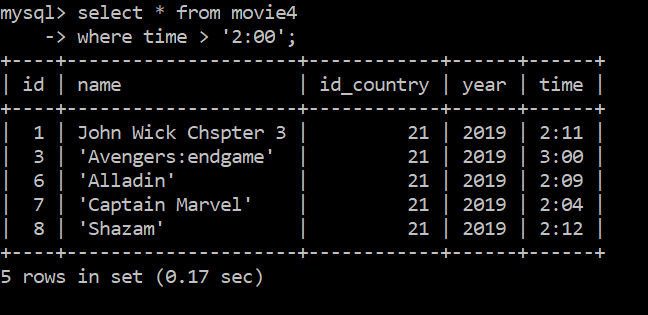 mysql> select * from movie4
    -> where time > '2:00';
+----+----------------------+------------+------+------+
| id | name                 | id_country | year | time |
+----+----------------------+------------+------+------+
|  1 | John Wick Chspter 3 |         21 | 2019 | 2:11 |
|  3 | 'Avengers:endgame'   |         21 | 2019 | 3:00 |
|  6 | 'Alladin'            |         21 | 2019 | 2:09 |
|  7 | 'Captain Marvel'     |         21 | 2019 | 2:04 |
|  8 | 'Shazam'             |         21 | 2019 | 2:12 |
+----+----------------------+------------+------+------+
5 rows in set (0.17 sec)